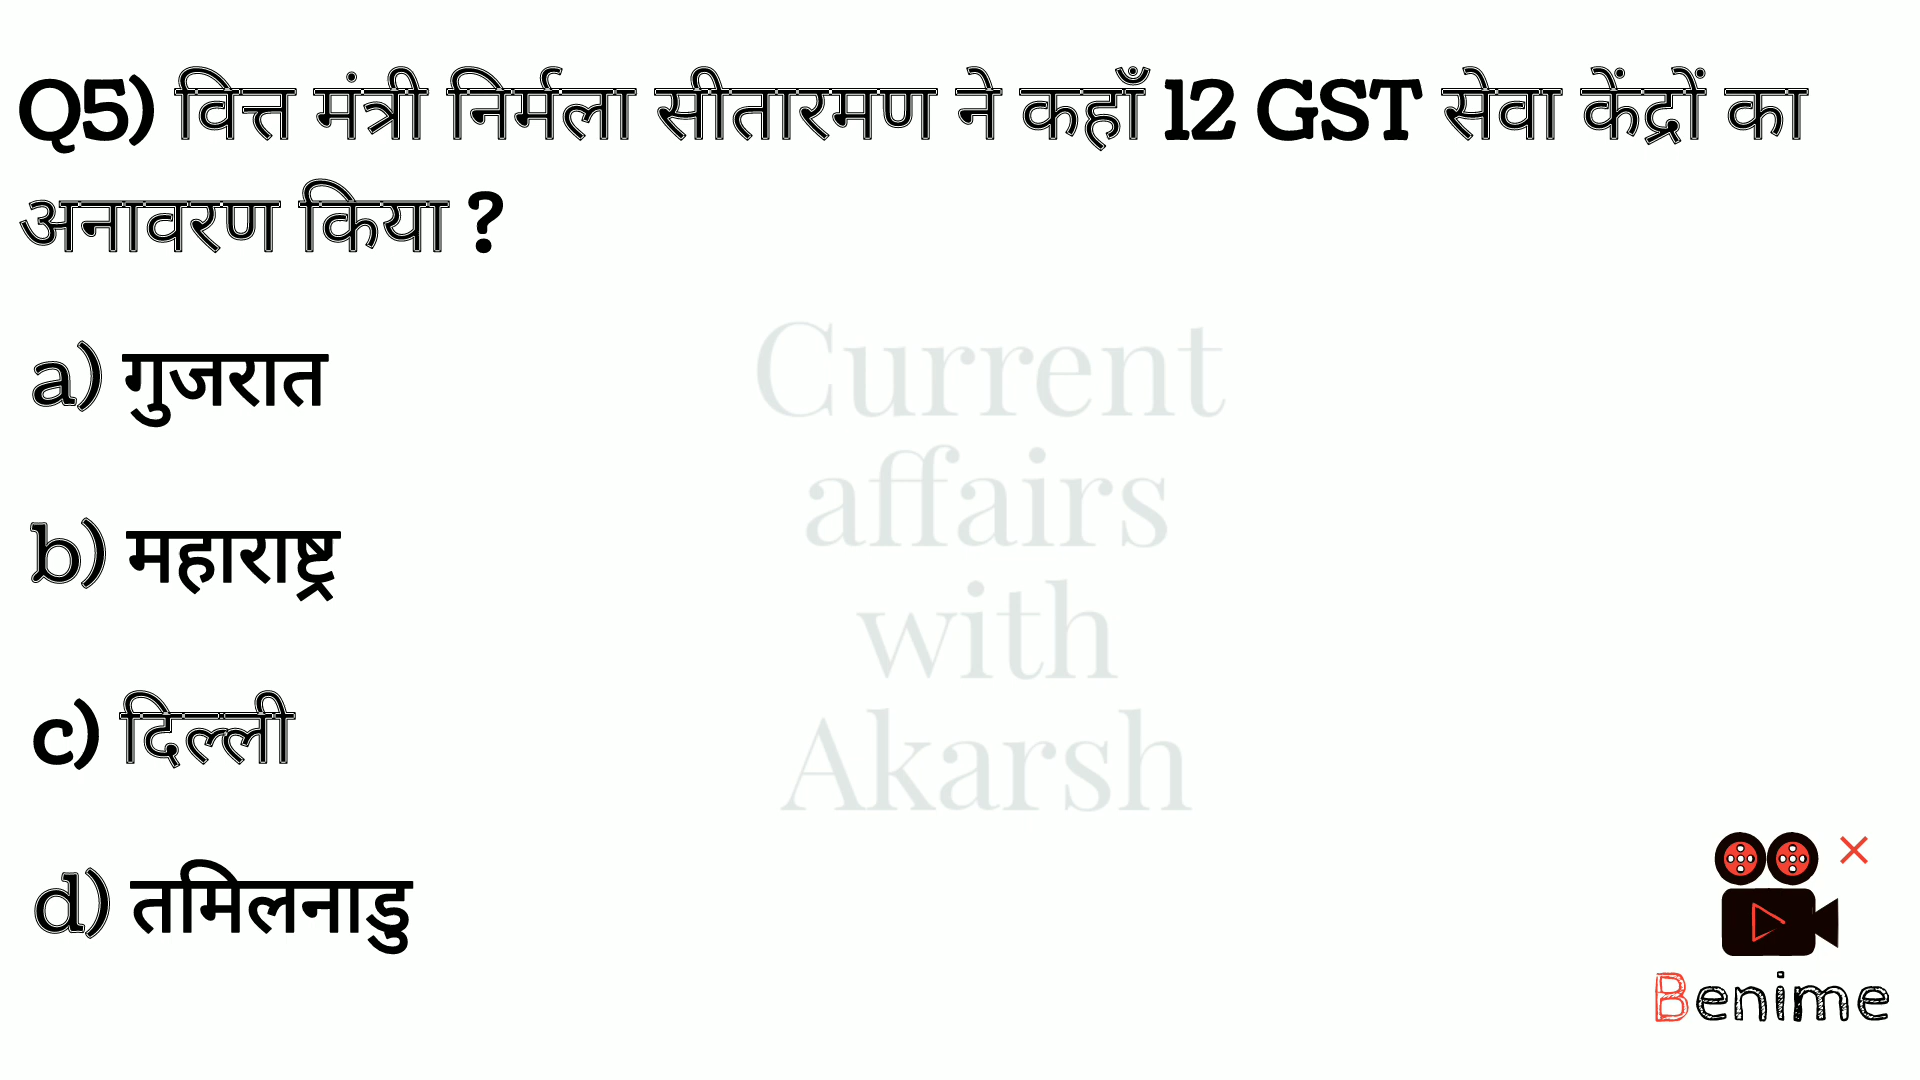 Q5) वित्त मंत्री निर्मला सीतारमण ने कहाँ 12 GST सेवा केंद्रों का
अनावरण किया ?
a) गुजरात
b) महाराष्ट्र
c) दिल्ली
d) तमिलनाडु
Current
affairs
with
Akarsh
Benime